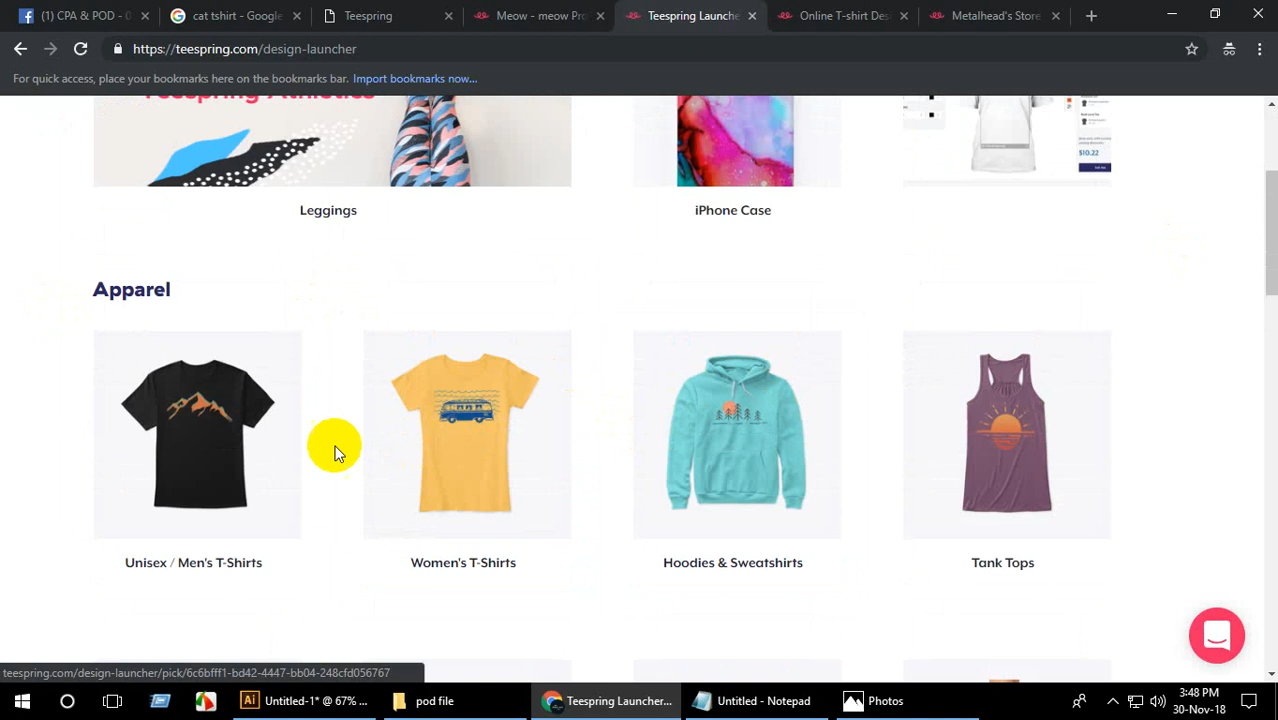 (1) CPA & POD - 0
cat tshirt - Google
Teespring
Meow - meow Pro
Teespring Launche
Online T-shirt Des
Metalhead's Store
https://teespring.com/design-launcher
For quick access, place your bookmarks here on the bookmarks bar. Import bookmarks now...
Teespring Athletics
$10.22
Leggings
iPhone Case
Apparel
Unisex / Men's T-Shirts
Women's T-Shirts
Hoodies & Sweatshirts
Tank Tops
teespring.com/design-launcher/pick/6c6bfff1-bd42-4447-bb04-248cfd056767
Ai
Untitled-1* @ 67% ...
pod file
Teespring Launcher...
Untitled - Notepad
Photos
3:48 PM
30-Nov-18